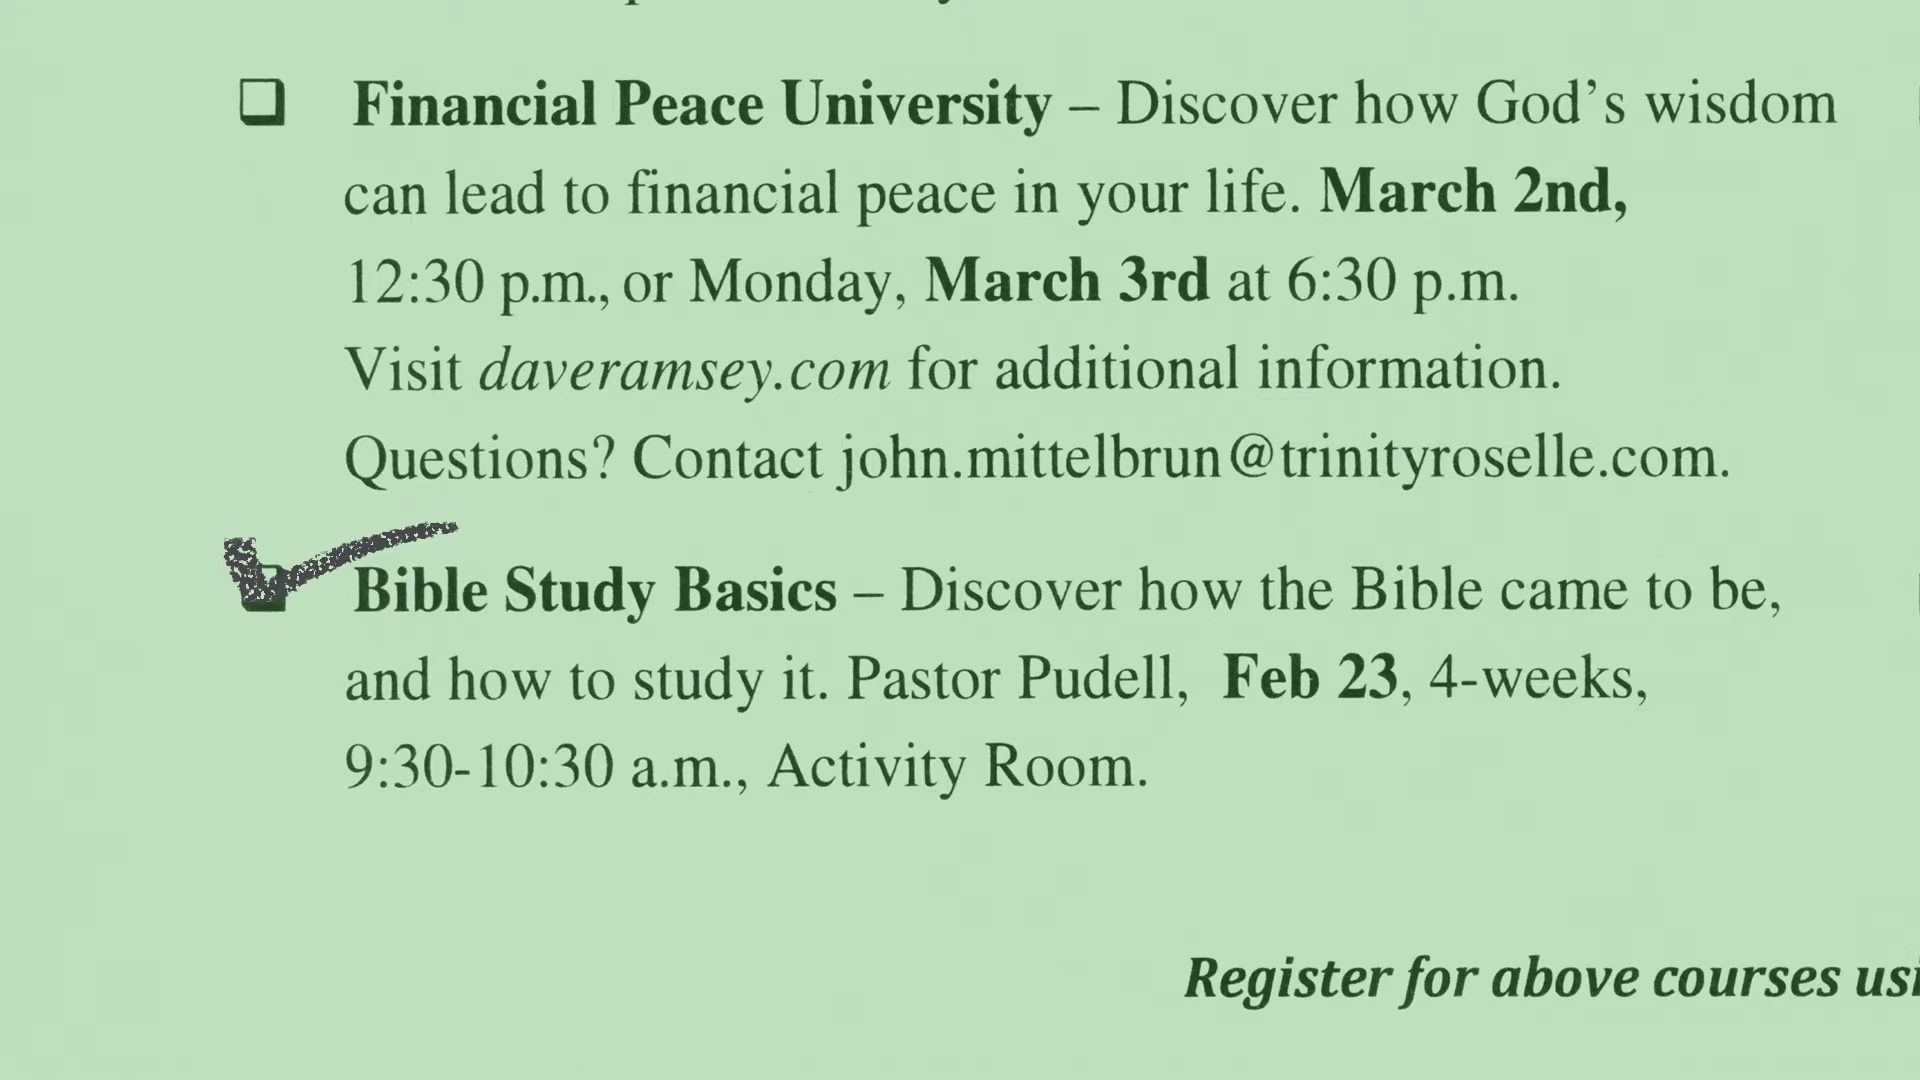 Financial Peace University – Discover how God's wisdom
can lead to financial peace in your life. March 2nd,
12:30 p.m., or Monday, March 3rd at 6:30 p.m.
Visit daveramsey.com for additional information.
Questions? Contact john.mittelbrun@trinityroselle.com.
Bible Study Basics – Discover how the Bible came to be,
and how to study it. Pastor Pudell, Feb 23, 4-weeks,
9:30-10:30 a.m., Activity Room.
Register for above courses usi